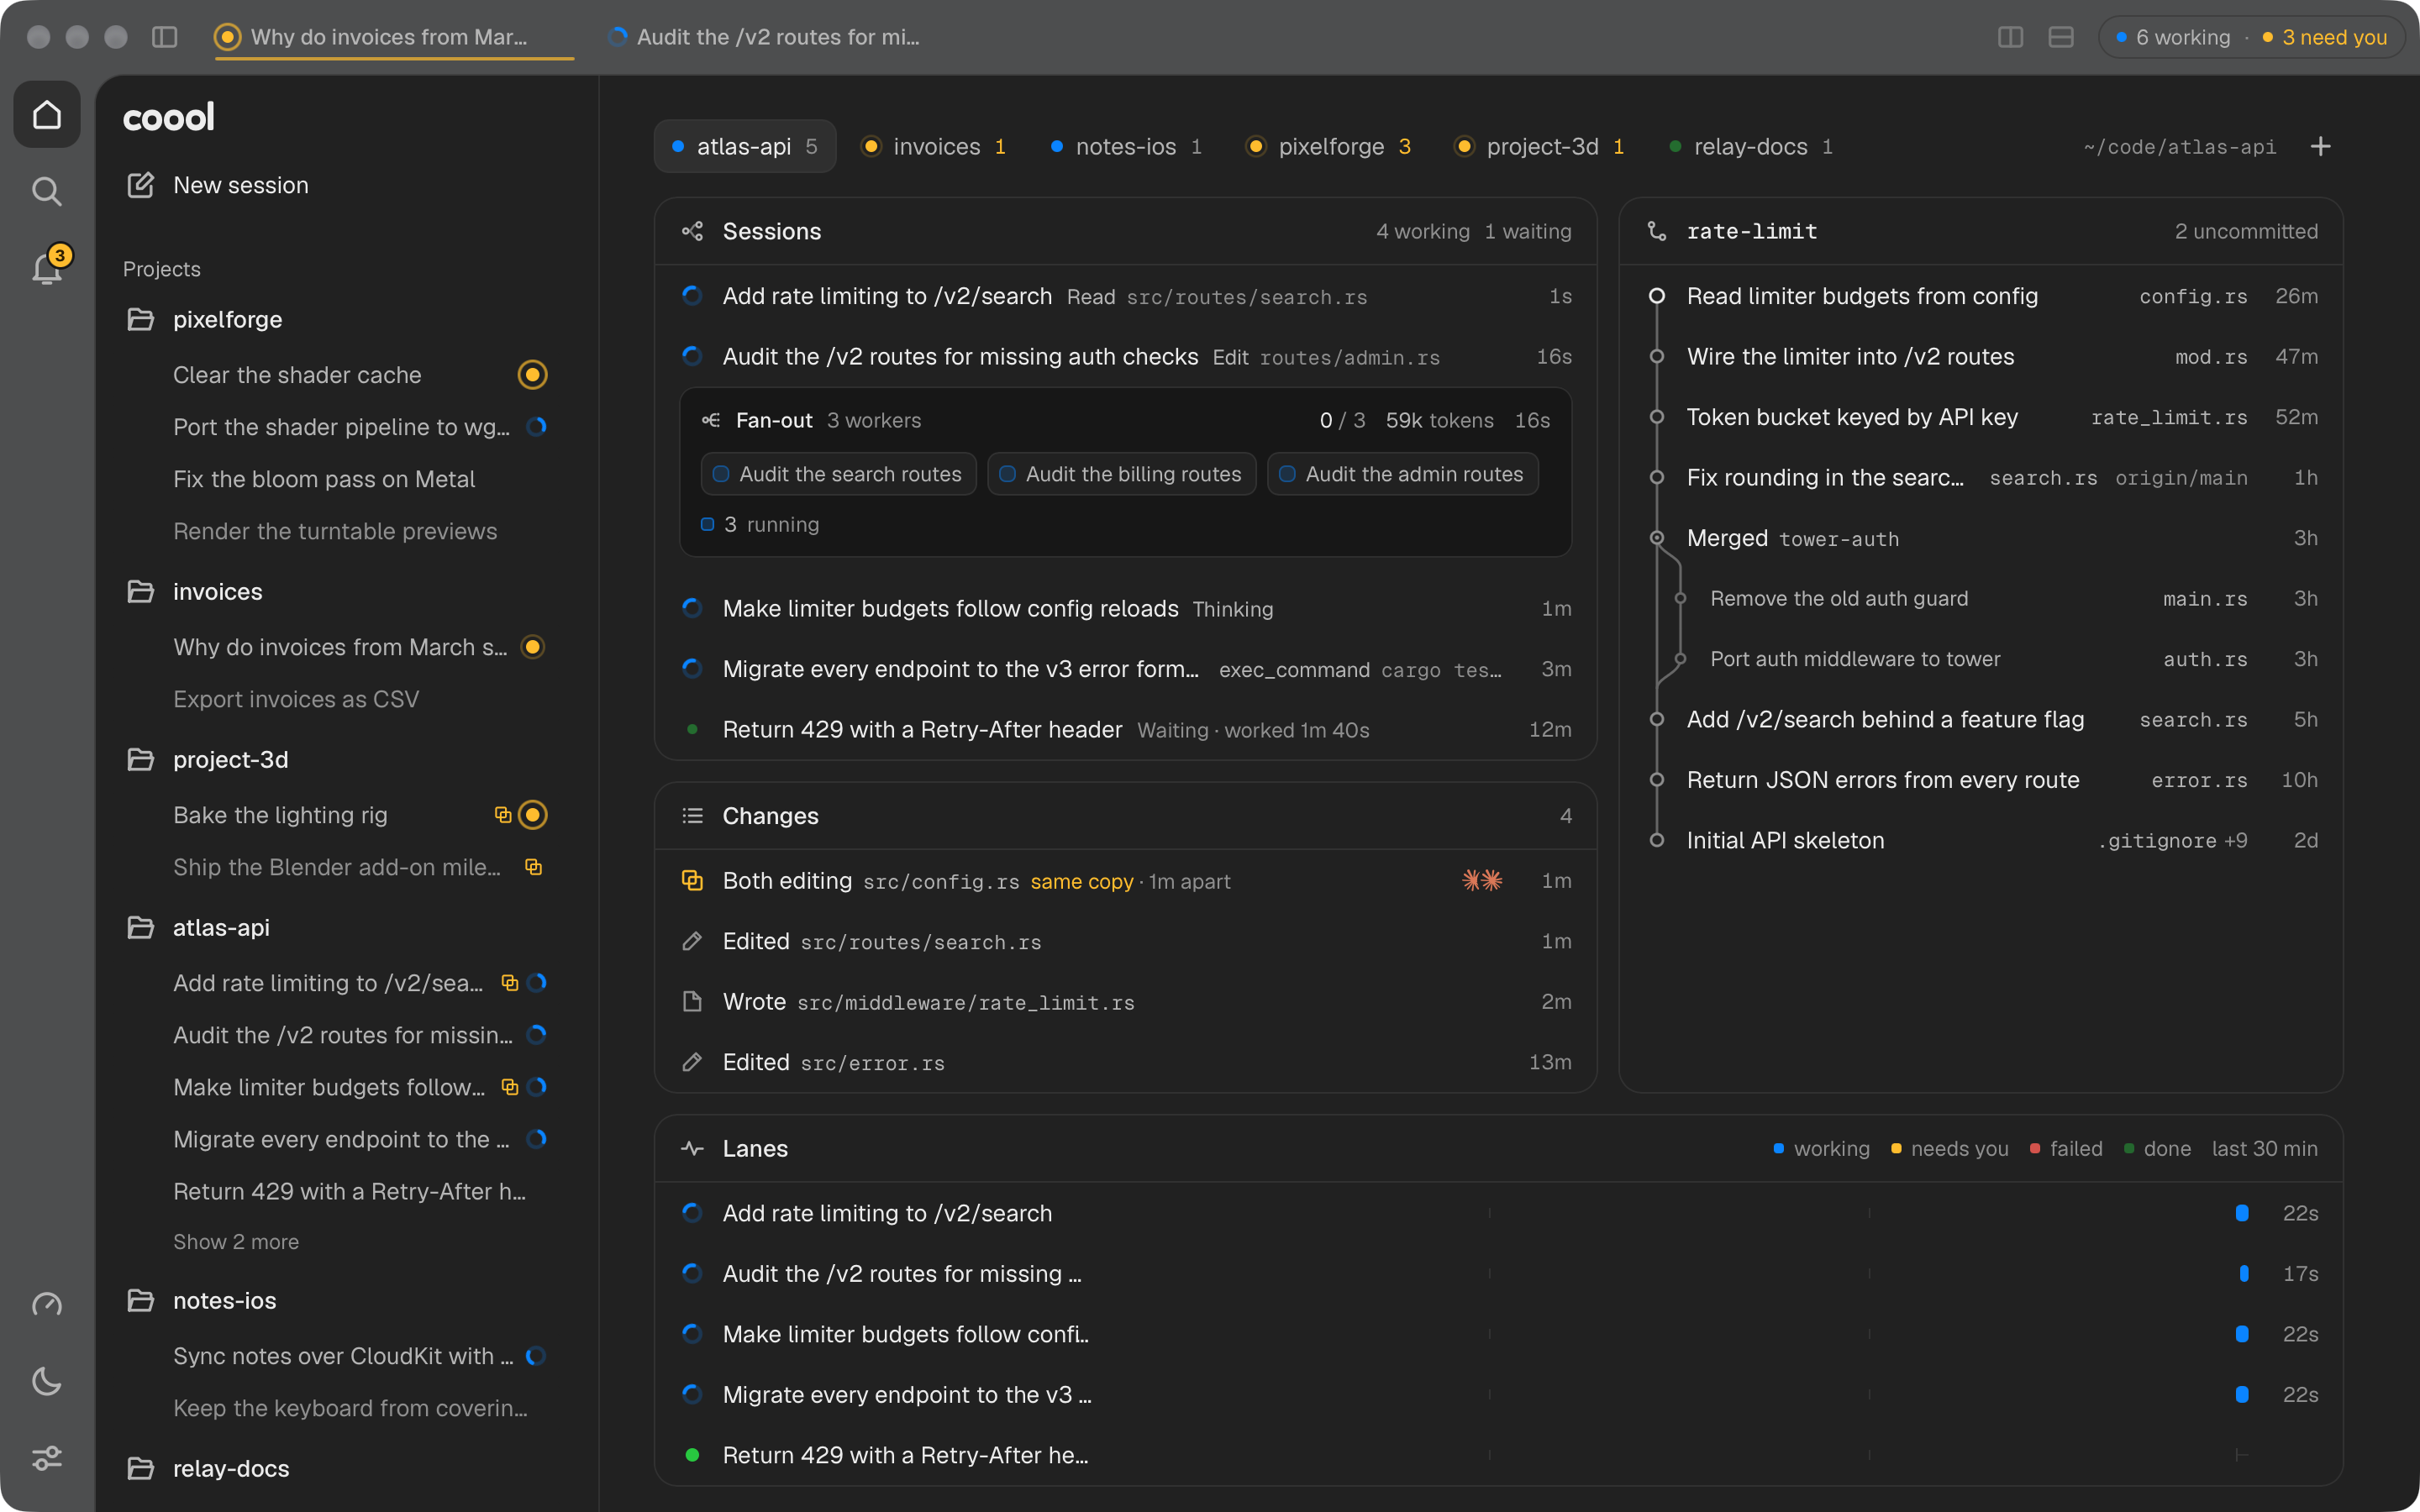 Why do invoices from Mar...
Audit the /v2 routes for mi...
6 working · 3 need you
3
coool
New session
Projects
pixelforge
Clear the shader cache
Port the shader pipeline to wg...
Fix the bloom pass on Metal
Render the turntable previews
invoices
Why do invoices from March s...
Export invoices as CSV
project-3d
Bake the lighting rig
Ship the Blender add-on mile...
atlas-api
Add rate limiting to /v2/sea...
Audit the /v2 routes for missin...
Make limiter budgets follow...
Migrate every endpoint to the ...
Return 429 with a Retry-After h...
Show 2 more
notes-ios
Sync notes over CloudKit with ...
Keep the keyboard from coverin...
relay-docs
atlas-api 5
invoices 1
notes-ios 1
pixelforge 3
project-3d 1
relay-docs 1
~/code/atlas-api
Sessions 4 working 1 waiting
Add rate limiting to /v2/search Read src/routes/search.rs 1s
Audit the /v2 routes for missing auth checks Edit routes/admin.rs 16s
Fan-out 3 workers 0 / 3 59k tokens 16s
Audit the search routes
Audit the billing routes
Audit the admin routes
3 running
Make limiter budgets follow config reloads Thinking 1m
Migrate every endpoint to the v3 error form... exec_command cargo tes... 3m
Return 429 with a Retry-After header Waiting · worked 1m 40s 12m
Changes 4
Both editing src/config.rs same copy · 1m apart 1m
Edited src/routes/search.rs 1m
Wrote src/middleware/rate_limit.rs 2m
Edited src/error.rs 13m
rate-limit 2 uncommitted
Read limiter budgets from config config.rs 26m
Wire the limiter into /v2 routes mod.rs 47m
Token bucket keyed by API key rate_limit.rs 52m
Fix rounding in the searc... search.rs origin/main 1h
Merged tower-auth 3h
Remove the old auth guard main.rs 3h
Port auth middleware to tower auth.rs 3h
Add /v2/search behind a feature flag search.rs 5h
Return JSON errors from every route error.rs 10h
Initial API skeleton .gitignore +9 2d
Lanes working needs you failed done last 30 min
Add rate limiting to /v2/search 22s
Audit the /v2 routes for missing ... 17s
Make limiter budgets follow confi... 22s
Migrate every endpoint to the v3 ... 22s
Return 429 with a Retry-After he...